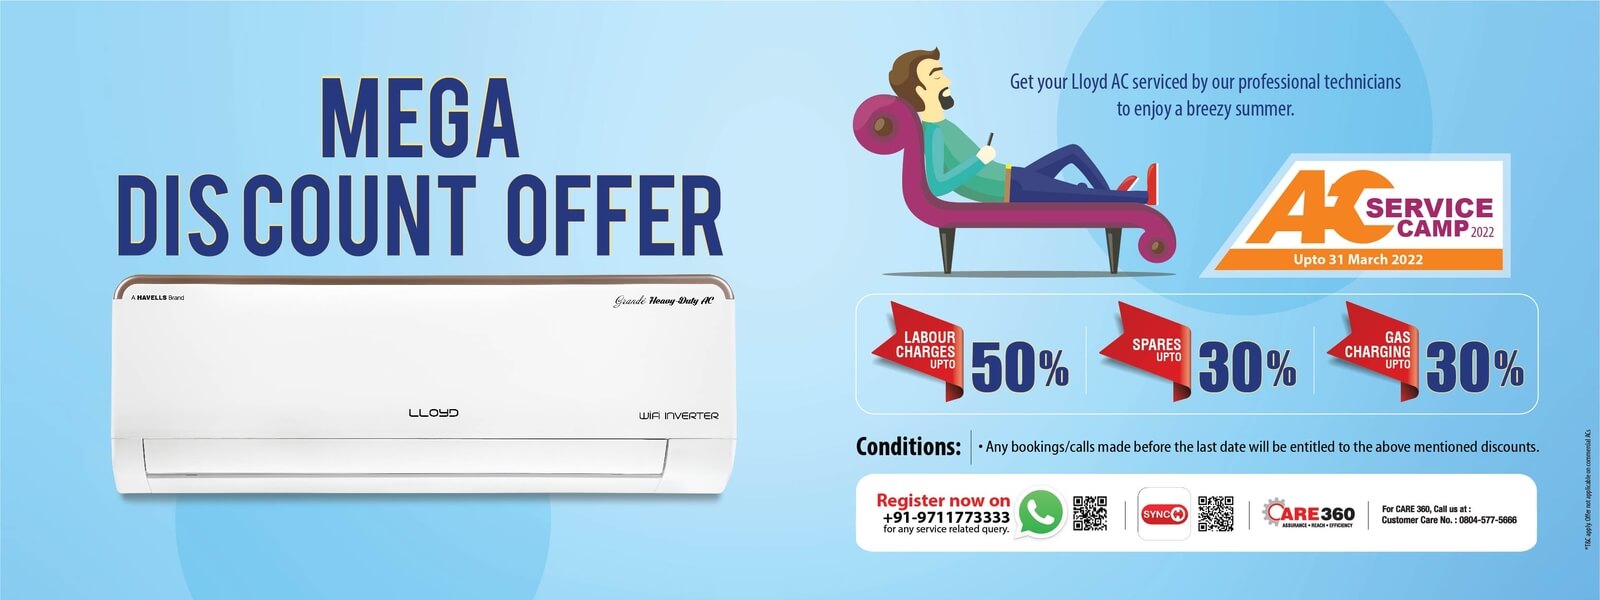 MEGA
DISCOUNT OFFER
A HAVELLS Brand
Grandé Heavy-Duty AC
LLOYD
WiFi INVERTER
Get your Lloyd AC serviced by our professional technicians
to enjoy a breezy summer.
AC SERVICE
CAMP 2022
Upto 31 March 2022
LABOUR
CHARGES
UPTO
50%
SPARES
UPTO
30%
GAS
CHARGING
UPTO
30%
Conditions:
• Any bookings/calls made before the last date will be entitled to the above mentioned discounts.
Register now on
+91-9711773333
for any service related query.
SYNC
CARE 360
ASSURANCE • REACH • EFFICIENCY
For CARE 360, Call us at :
Customer Care No. : 0804-577-5666
*T&C apply. Offer not applicable on commercial ACs